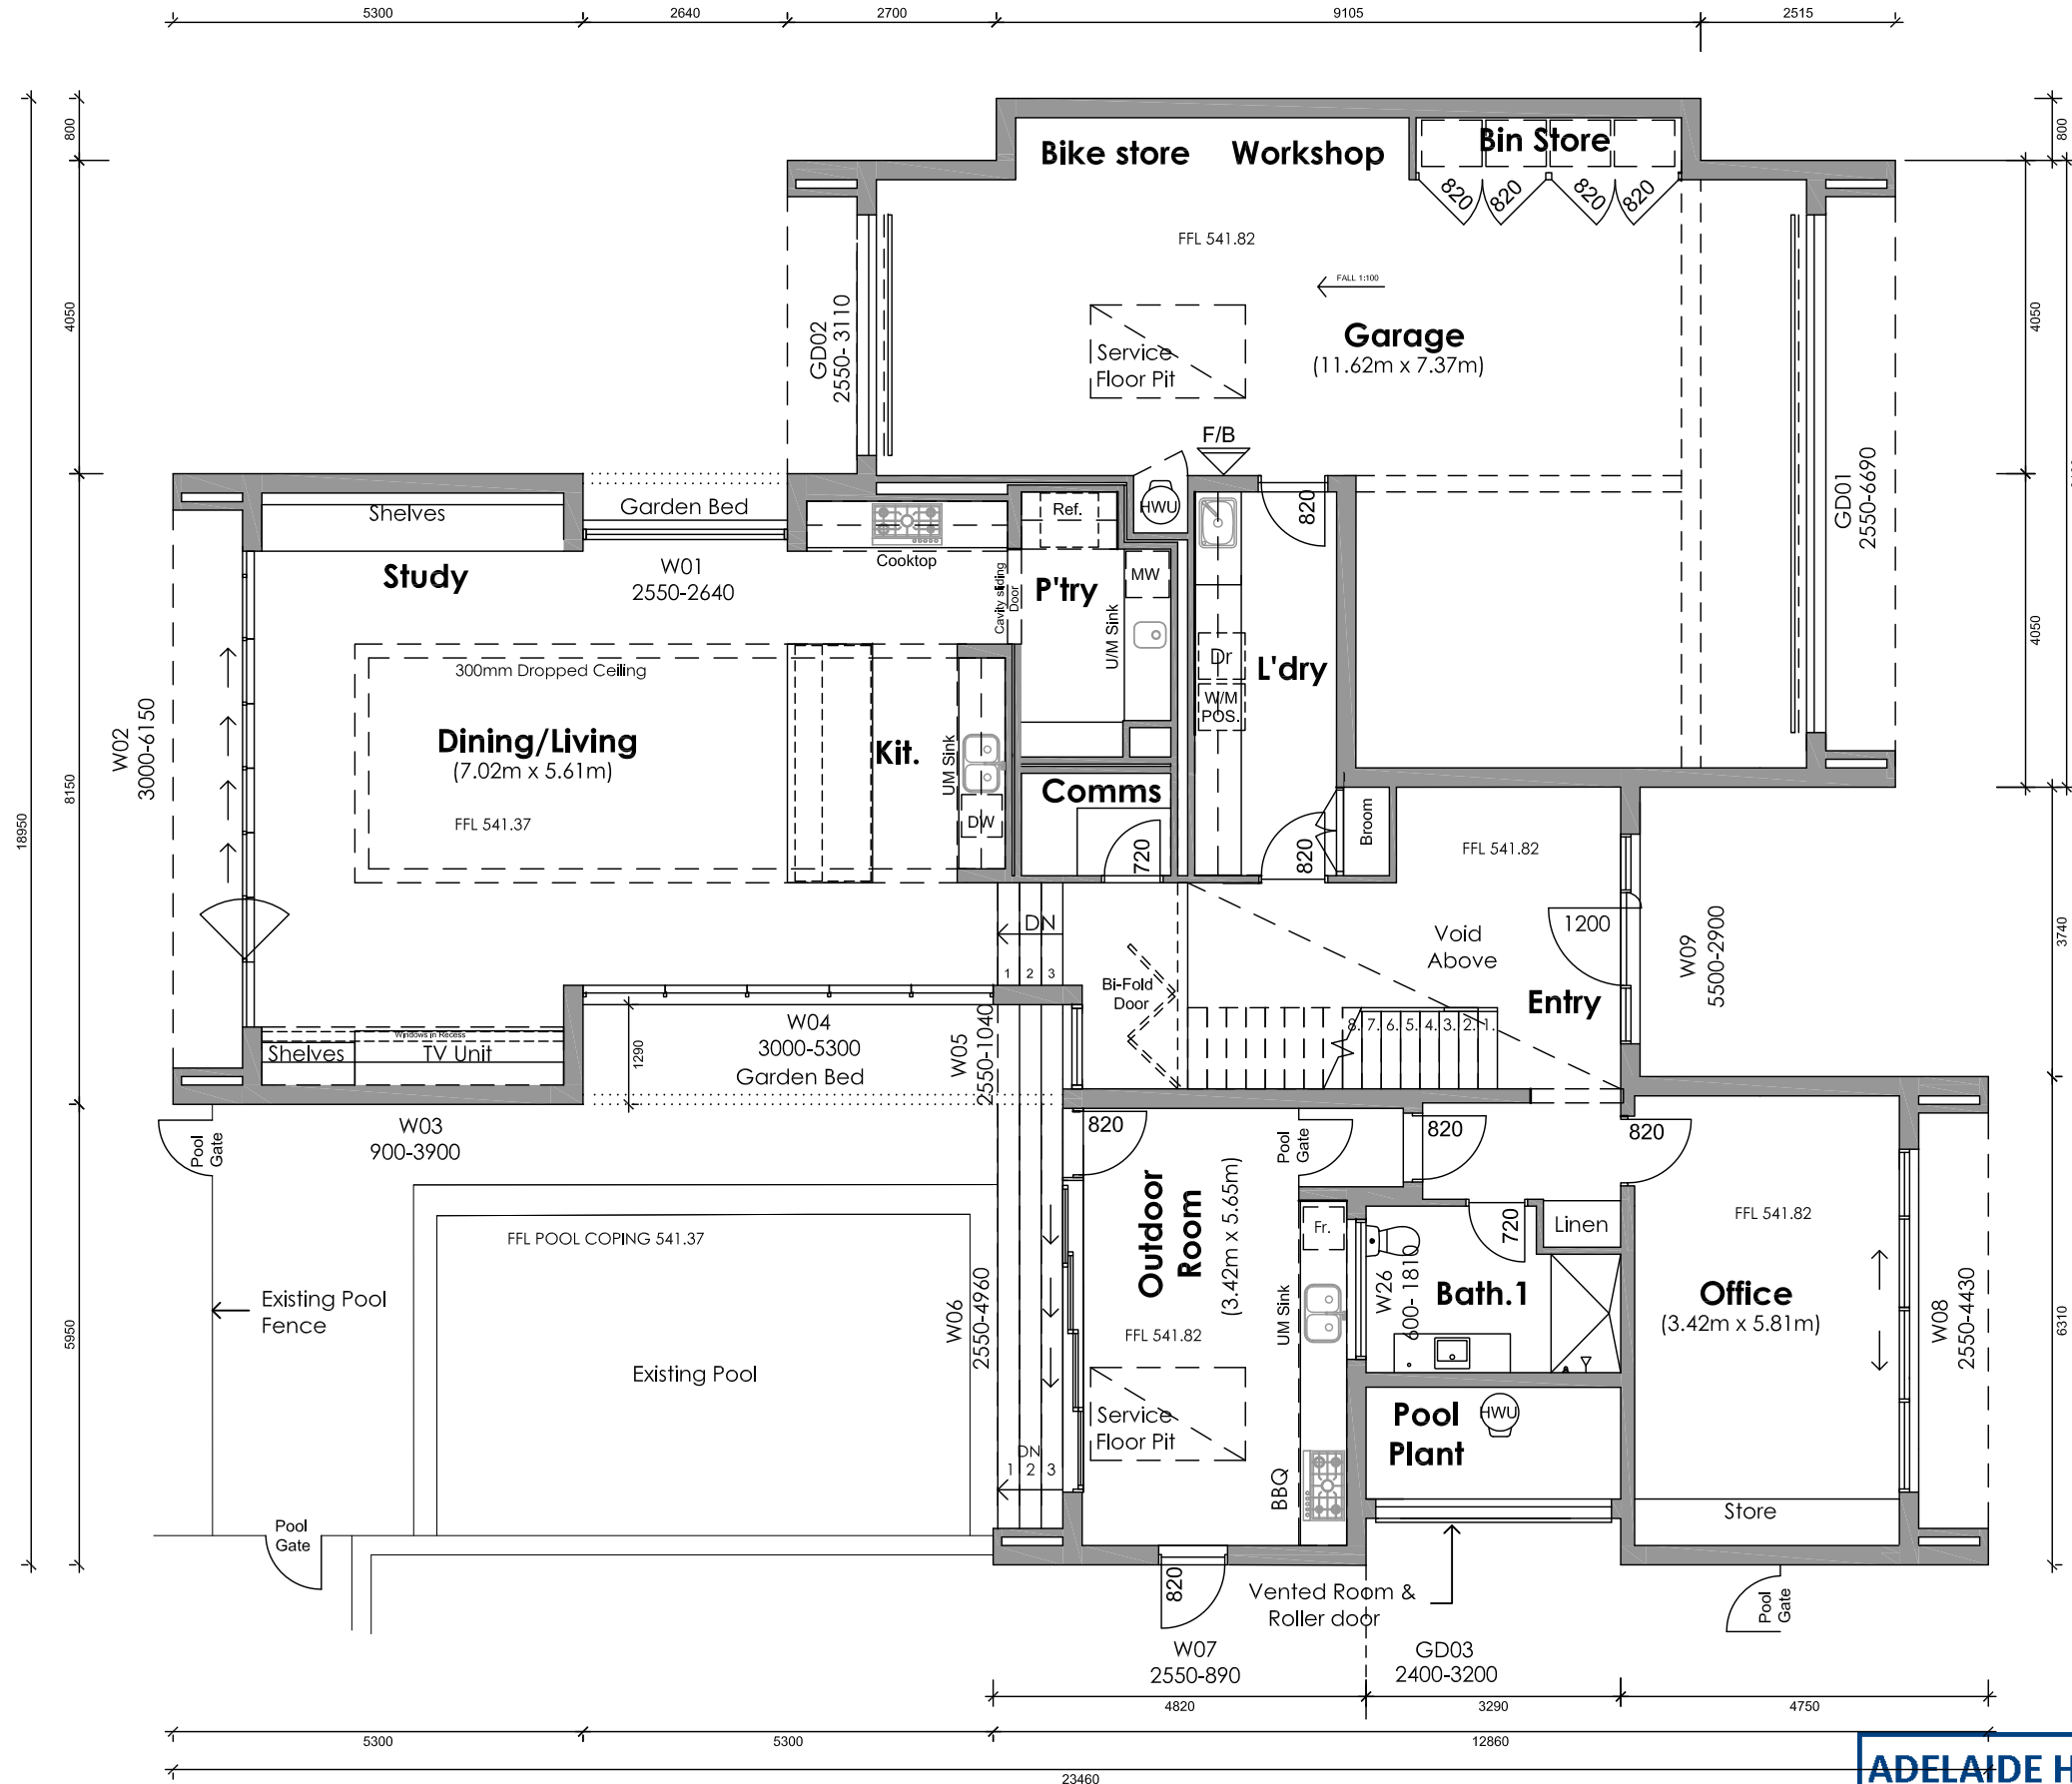 5300
2640
2700
9105
2515
800
4050
8150
5950
18950
800
4050
4050
3740
6310
Bike store
Workshop
Bin Store
820
820
820
820
FFL 541.82
FALL 1:100
GD02
2550-3110
Service
Floor Pit
Garage
(11.62m x 7.37m)
F/B
GD01
2550-6690
Shelves
Garden Bed
Cooktop
Ref.
HWU
820
Study
W01
2550-2640
Cavity sliding
Door
P'try
MW
U/M Sink
300mm Dropped Ceiling
Dr
W/M
POS.
L'dry
W02
3000-6150
Dining/Living
(7.02m x 5.61m)
Kit.
UM Sink
DW
FFL 541.37
Comms
720
820
Broom
FFL 541.82
DN
1 2 3
Bi-Fold
Door
Void
Above
1200
W09
5500-2900
Entry
8. 7. 6. 5. 4. 3. 2. 1.
W04
3000-5300
Garden Bed
1290
W05
2550-1040
Windows in Recess
Shelves
TV Unit
W03
900-3900
Pool
Gate
820
Pool
Gate
820
820
Outdoor
Room
(3.42m x 5.65m)
FFL 541.82
Fr.
UM Sink
W26
600-1810
720
Linen
Bath.1
FFL 541.82
Office
(3.42m x 5.81m)
W08
2550-4430
FFL POOL COPING 541.37
Existing Pool
Fence
Existing Pool
W06
2550-4960
Service
Floor Pit
DN
1 2 3
BBQ
Pool
Plant
HWU
Store
Pool
Gate
820
Vented Room &
Roller door
Pool
Gate
W07
2550-890
GD03
2400-3200
4820
3290
4750
5300
5300
12860
23460
ADELAIDE H